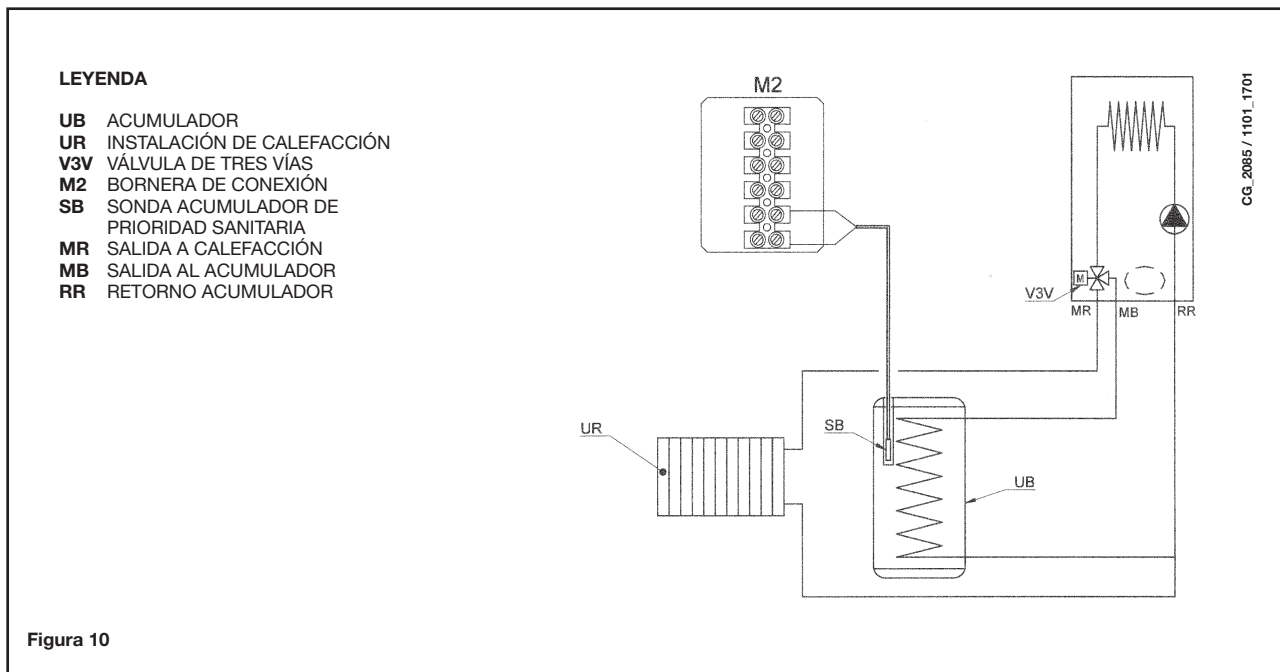 LEYENDA
UB ACUMULADOR
UR INSTALACIÓN DE CALEFACCIÓN
V3V VÁLVULA DE TRES VÍAS
M2 BORNERA DE CONEXIÓN
SB SONDA ACUMULADOR DE
PRIORIDAD SANITARIA
MR SALIDA A CALEFACCIÓN
MB SALIDA AL ACUMULADOR
RR RETORNO ACUMULADOR
M2
CG_2085 / 1101_1701
M
V3V
MR MB RR
UR
SB
UB
Figura 10